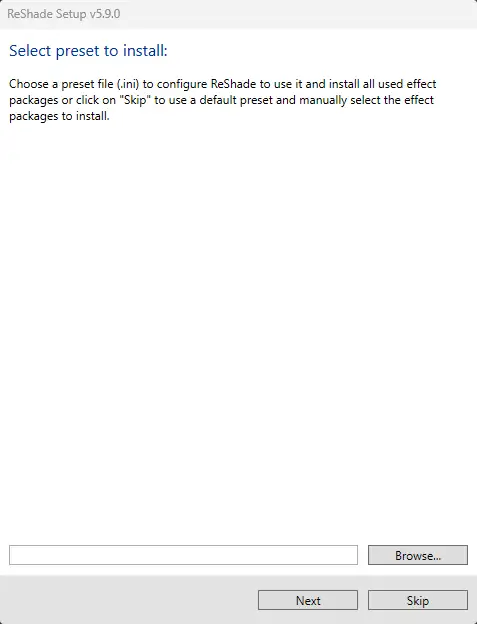 ReShade Setup v5.9.0
Select preset to install:
Choose a preset file (.ini) to configure ReShade to use it and install all used effect
packages or click on "Skip" to use a default preset and manually select the effect
packages to install.
Browse...
Next
Skip